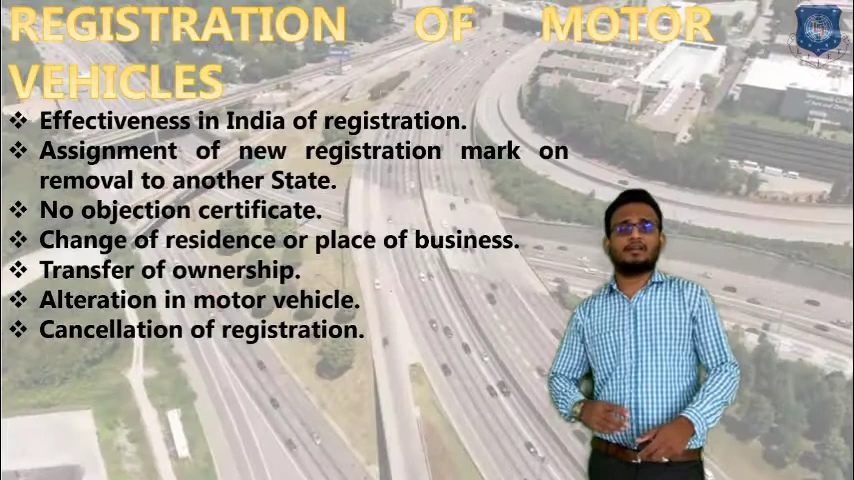 REGISTRATION OF MOTOR
VEHICLES
❖ Effectiveness in India of registration.
❖ Assignment of new registration mark on
removal to another State.
❖ No objection certificate.
❖ Change of residence or place of business.
❖ Transfer of ownership.
❖ Alteration in motor vehicle.
❖ Cancellation of registration.